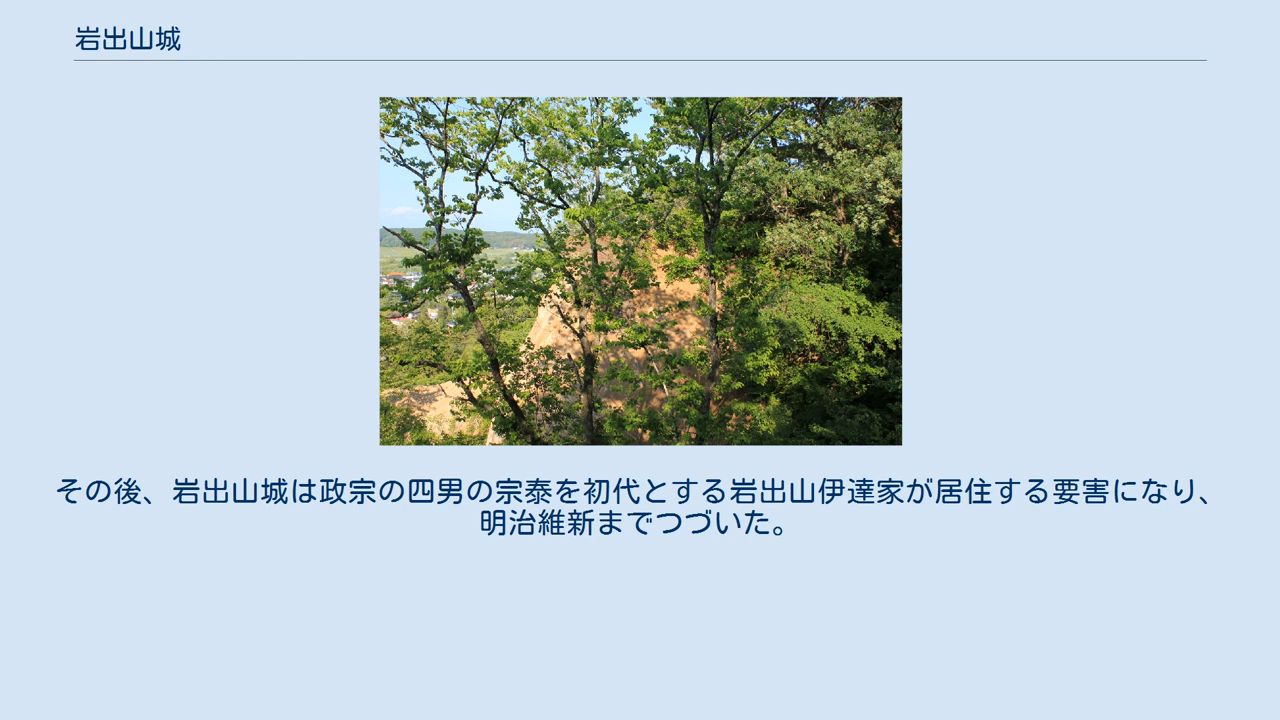 岩出山城
その後、岩出山城は政宗の四男の宗泰を初代とする岩出山伊達家が居住する要害になり、
明治維新までつづいた。